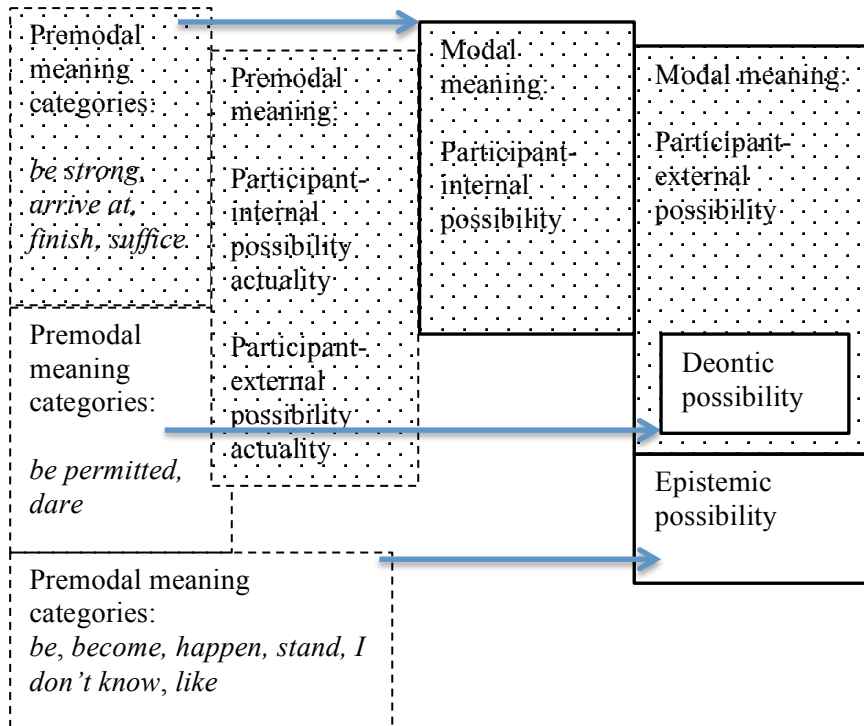 Premodal
meaning
categories:
be strong,
arrive at,
finish, suffice
Premodal
meaning:
Participant-
internal
possibility
actuality
Participant-
external
possibility
actuality
Modal
meaning:
Participant-
internal
possibility
Modal meaning:
Participant-
external
possibility
Deontic
possibility
Premodal
meaning
categories:
be permitted,
dare
Epistemic
possibility
Premodal meaning
categories:
be, become, happen, stand, I
don't know, like